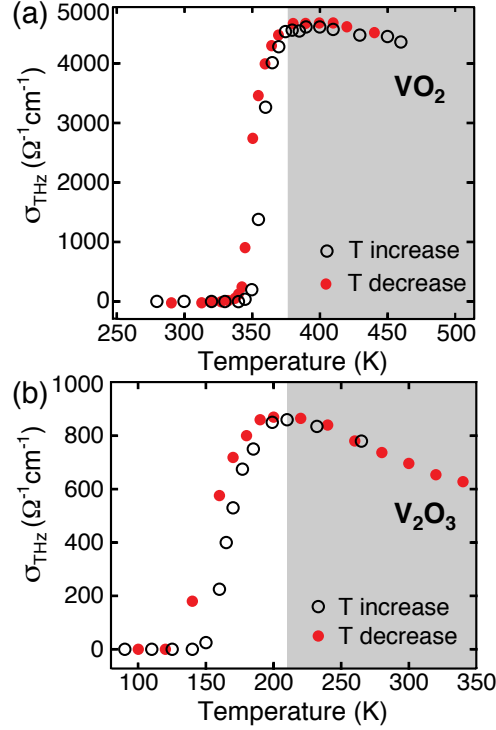 (a)
5000
4000
3000
2000
1000
0
σTHz (Ω-1cm-1)
VO2
T increase
T decrease
250 300 350 400 450 500
Temperature (K)
(b)
1000
800
600
400
200
0
σTHz (Ω-1cm-1)
V2O3
T increase
T decrease
100 150 200 250 300 350
Temperature (K)